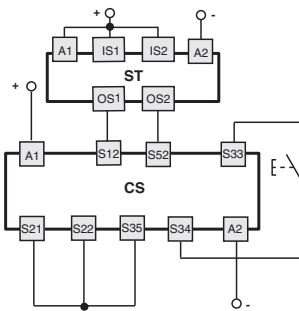 + -
A1 IS1 IS2 A2
ST
OS1 OS2
+
A1 S12 S52 S33
CS
S21 S22 S35 S34 A2
-